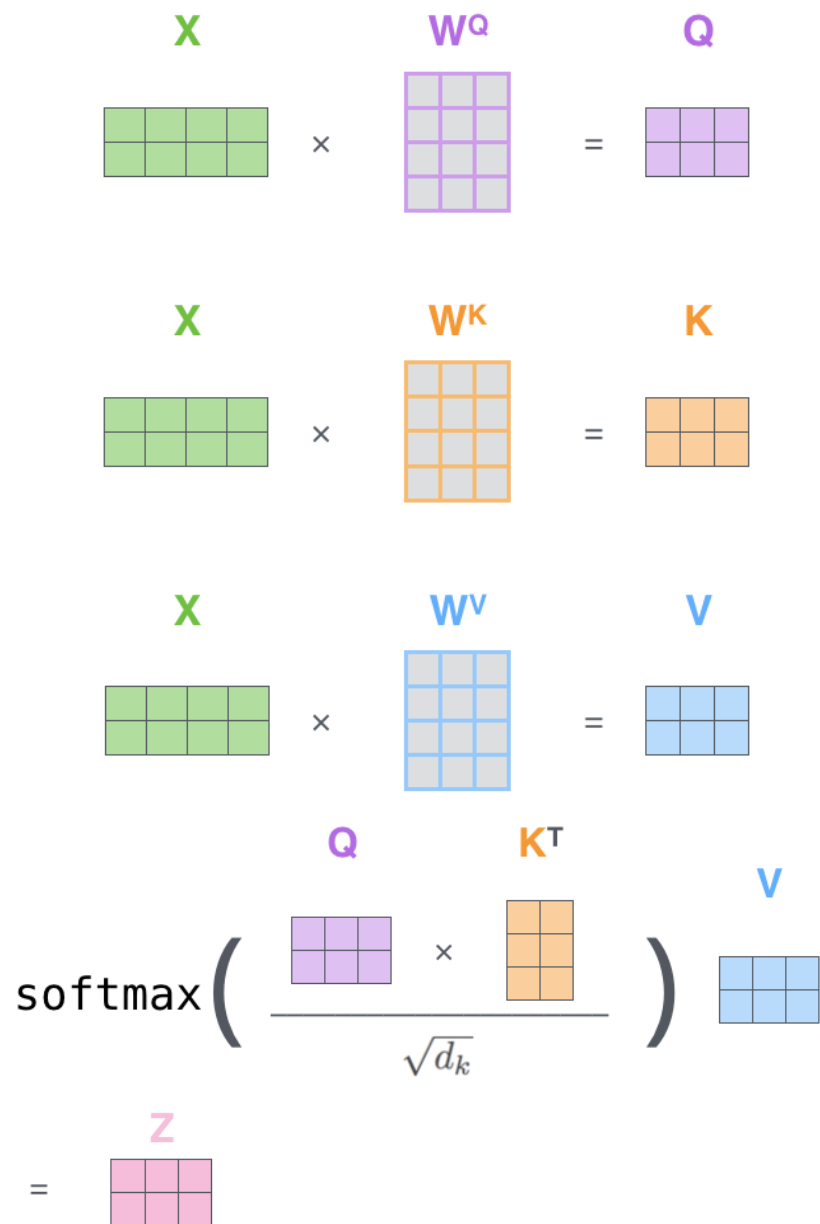 X W^Q Q
× =
X W^K K
× =
X W^V V
× =
Q K^T V
softmax ( × )
√d_k
Z
=